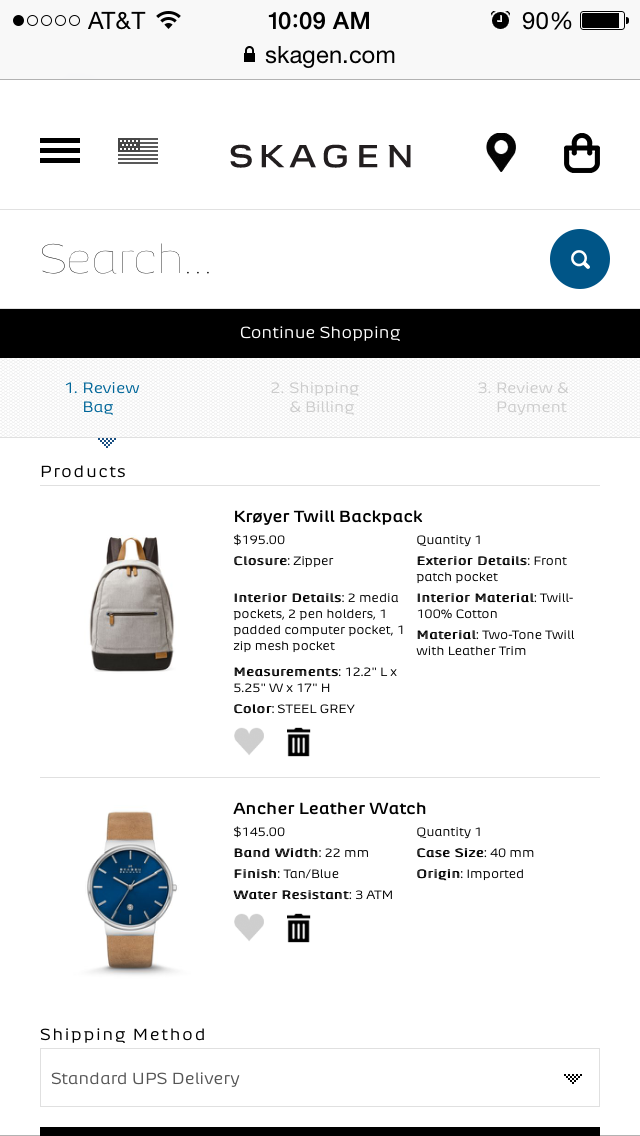 AT&T 10:09 AM 90%
skagen.com
SKAGEN
Search...
Continue Shopping
1. Review
Bag
2. Shipping
& Billing
3. Review &
Payment
Products
Krøyer Twill Backpack
$195.00
Quantity 1
Closure: Zipper
Exterior Details: Front
patch pocket
Interior Details: 2 media
pockets, 2 pen holders, 1
padded computer pocket, 1
zip mesh pocket
Interior Material: Twill-
100% Cotton
Material: Two-Tone Twill
with Leather Trim
Measurements: 12.2" L x
5.25" W x 17" H
Color: STEEL GREY
Ancher Leather Watch
$145.00
Quantity 1
Band Width: 22 mm
Case Size: 40 mm
Finish: Tan/Blue
Origin: Imported
Water Resistant: 3 ATM
SKAGEN
Shipping Method
Standard UPS Delivery